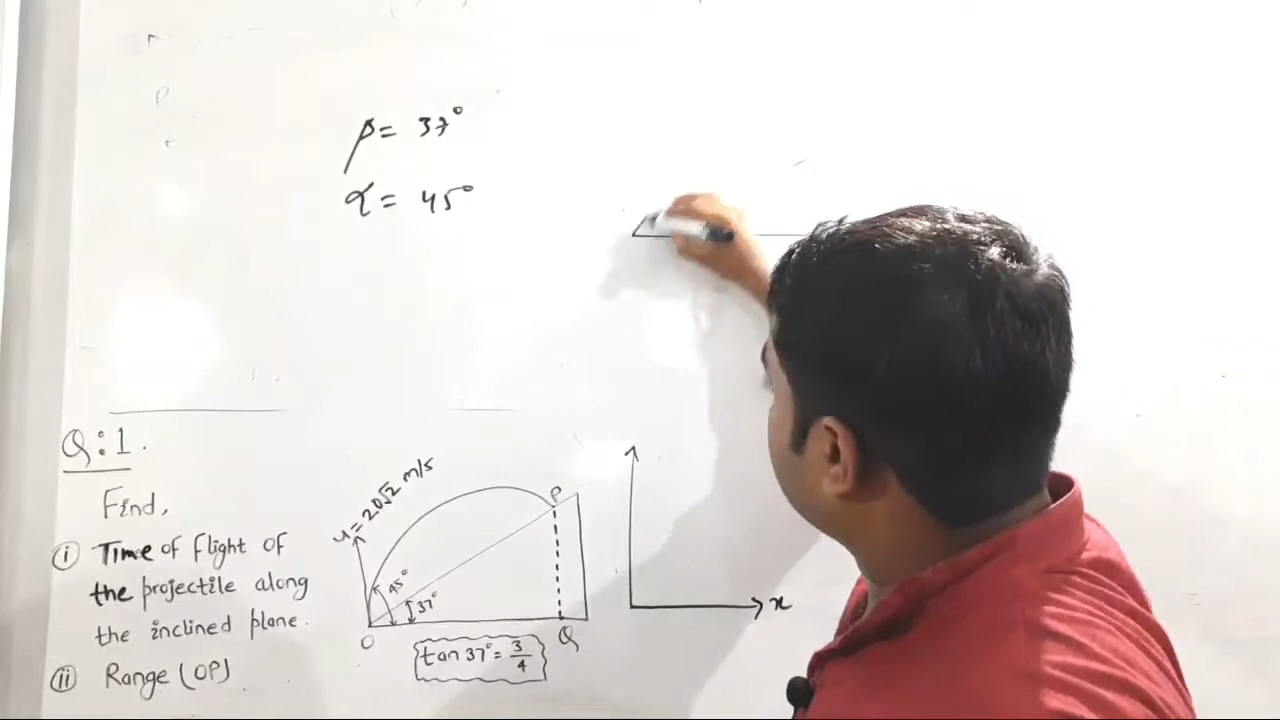 β = 37°
α = 45°
Q:1.
Find,
(i) Time of flight of
the projectile along
the inclined plane.
(ii) Range (OP)
u = 20√2 m/s
P
45°
37°
O
Q
tan 37° = 3/4
x